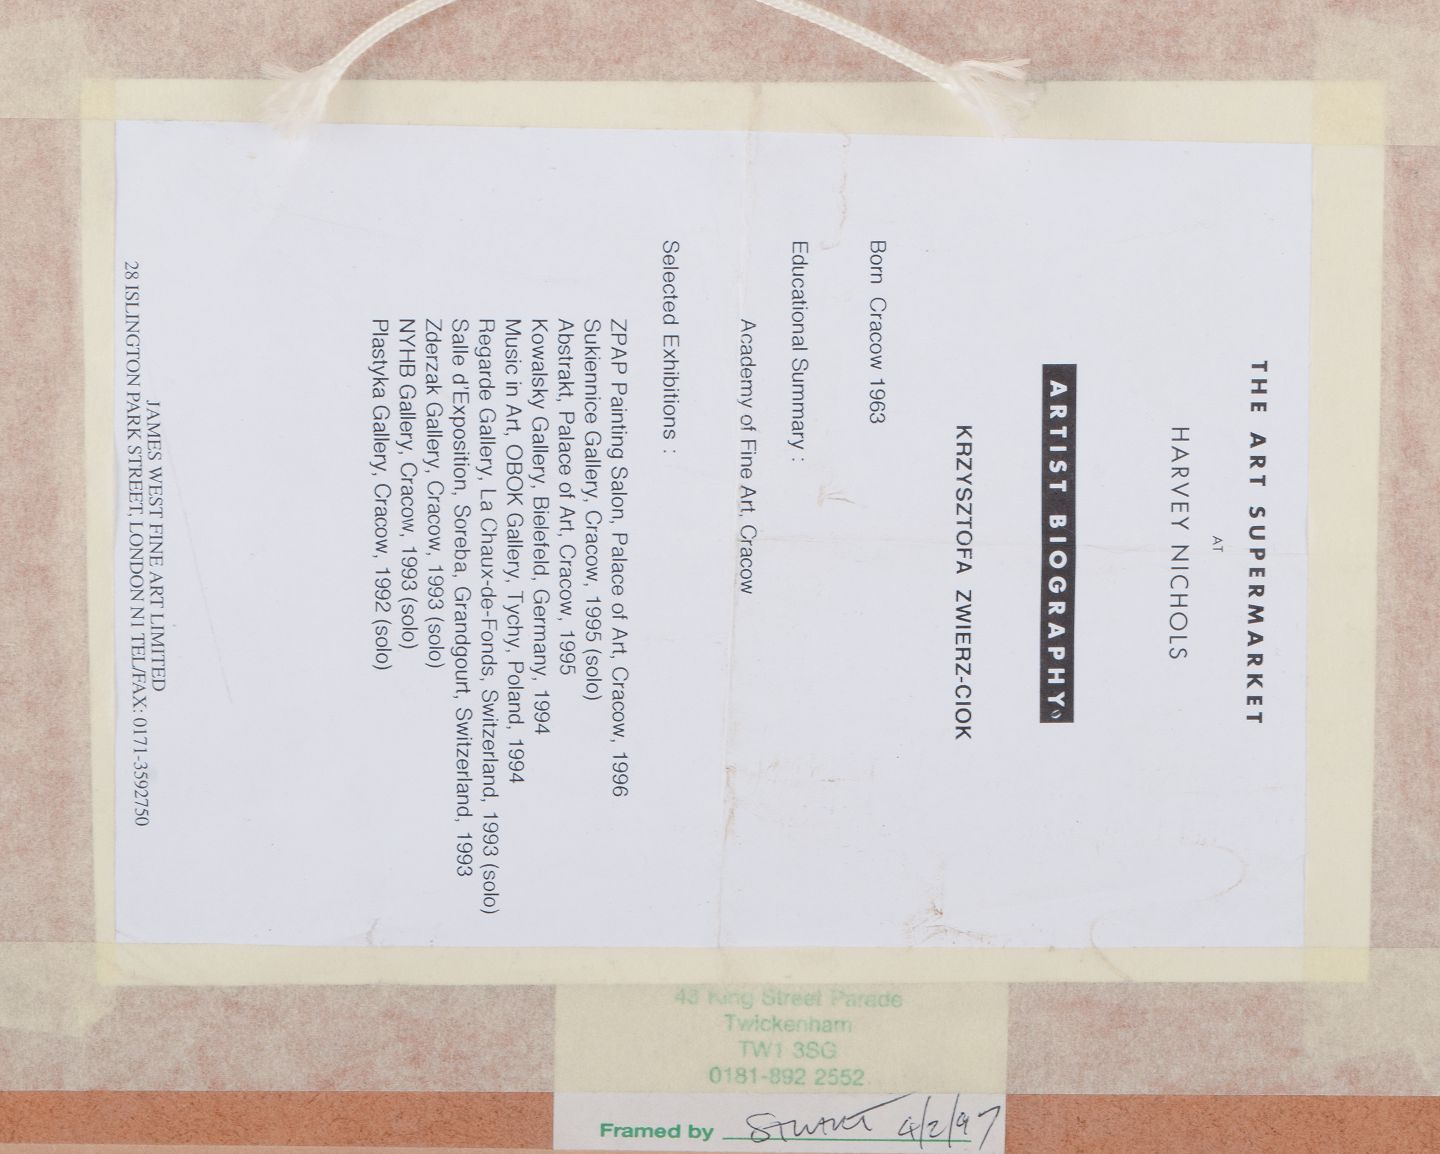 THE ART SUPERMARKET
AT
HARVEY NICHOLS
ARTIST BIOGRAPHY
KRZYSZTOFA ZWIERZ-CIOK
Born Cracow 1963
Educational Summary :
Academy of Fine Art, Cracow
Selected Exhibitions :
ZPAP Painting Salon, Palace of Art, Cracow, 1996
Sukiennice Gallery, Cracow, 1995 (solo)
Abstrakt, Palace of Art, Cracow, 1995
Kowalsky Gallery, Bielefeld, Germany, 1994
Music in Art, OBOK Gallery, Tychy, Poland, 1994
Regarde Gallery, La Chaux-de-Fonds, Switzerland, 1993 (solo)
Salle d'Exposition, Soreba, Grandgourt, Switzerland, 1993
Zderzak Gallery, Cracow, 1993 (solo)
NYHB Gallery, Cracow, 1993 (solo)
Plastyka Gallery, Cracow, 1992 (solo)
JAMES WEST FINE ART LIMITED
28 ISLINGTON PARK STREET, LONDON N1 TEL/FAX: 0171-3592750
43 King Street Parade
Twickenham
TW1 3SG
0181-892 2552
Framed by STUART 4/2/97